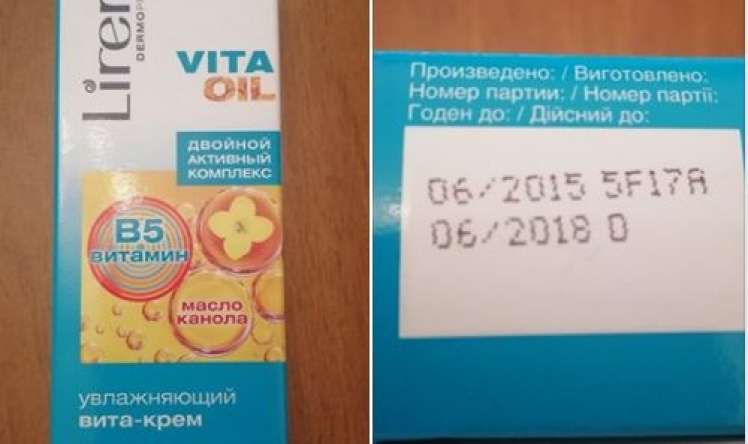 Liren
VITA
OIL
ДВОЙНОЙ
АКТИВНЫЙ
КОМПЛЕКС
B5
витамин
масло
канола
увлажняющий
вита-крем
Произведено: / Виготовлено:
Номер партии: / Номер партії:
Годен до: / Дійсний до:
06/2015 5F17A
06/2018 0